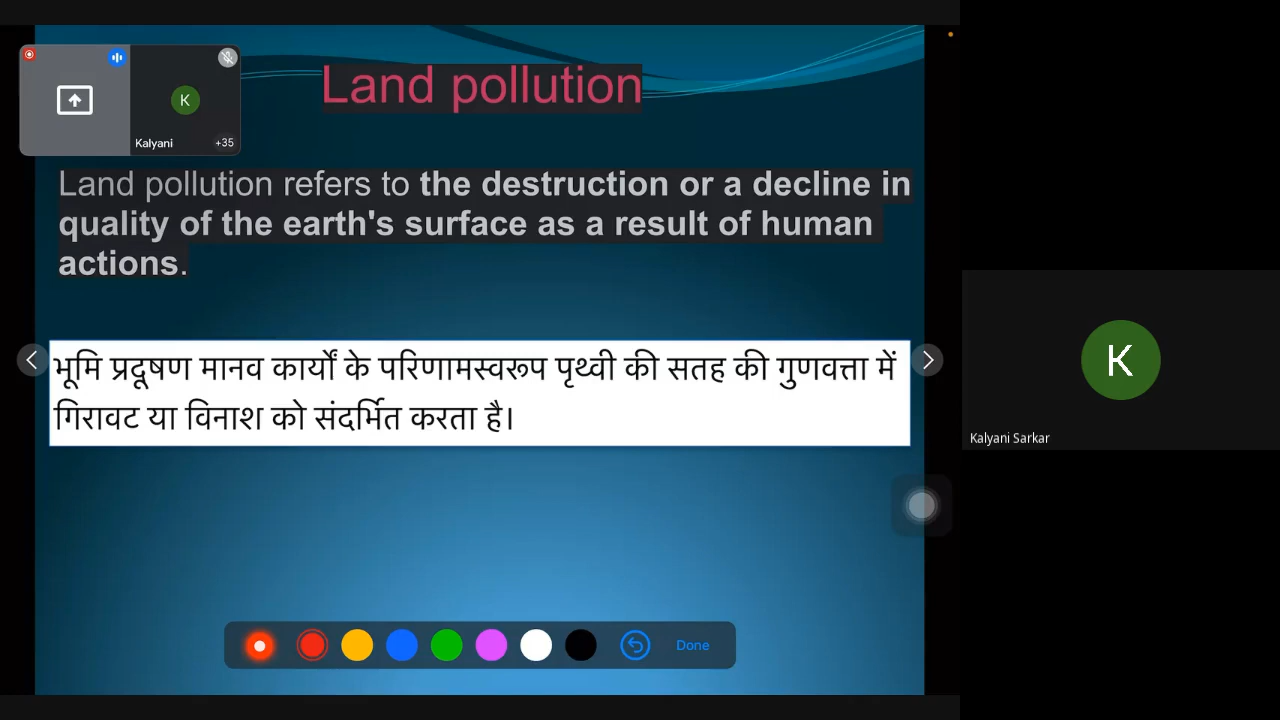 Land pollution
K
Kalyani
+35
Land pollution refers to the destruction or a decline in
quality of the earth's surface as a result of human
actions.
भूमि प्रदूषण मानव कार्यों के परिणामस्वरूप पृथ्वी की सतह की गुणवत्ता में
गिरावट या विनाश को संदर्भित करता है।
K
Kalyani Sarkar
Done